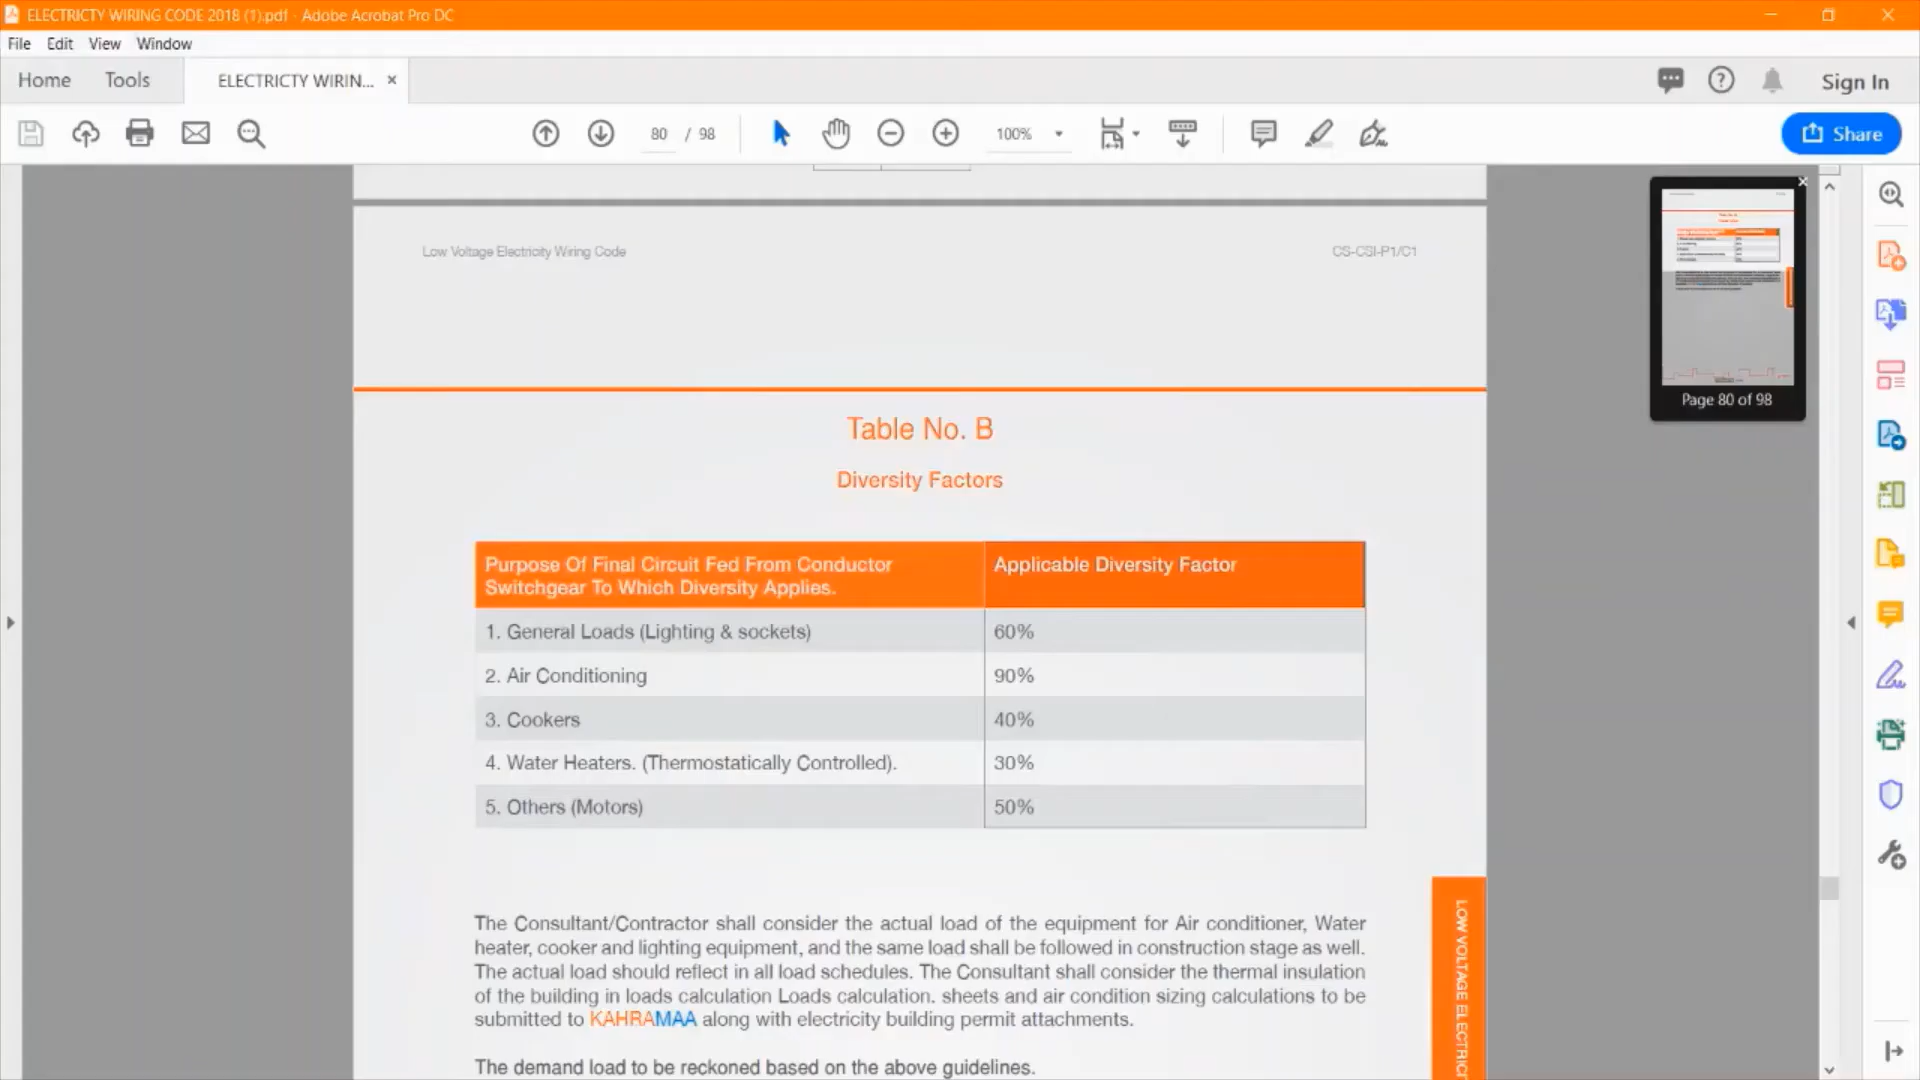 ELECTRICTY WIRING CODE 2018 (1).pdf - Adobe Acrobat Pro DC
File Edit View Window
Home Tools ELECTRICTY WIRIN... × Sign In
80 / 98 100% Share
Low Voltage Electricity Wiring Code CS-CSI-P1/C1
Page 80 of 98
Table No. B
Diversity Factors
Purpose Of Final Circuit Fed From Conductor Applicable Diversity Factor
Switchgear To Which Diversity Applies.
1. General Loads (Lighting & sockets) 60%
2. Air Conditioning 90%
3. Cookers 40%
4. Water Heaters. (Thermostatically Controlled). 30%
5. Others (Motors) 50%
The Consultant/Contractor shall consider the actual load of the equipment for Air conditioner, Water
heater, cooker and lighting equipment, and the same load shall be followed in construction stage as well.
The actual load should reflect in all load schedules. The Consultant shall consider the thermal insulation
of the building in loads calculation Loads calculation. sheets and air condition sizing calculations to be
submitted to KAHRAMAA along with electricity building permit attachments.
The demand load to be reckoned based on the above guidelines.
LOW VOLTAGE